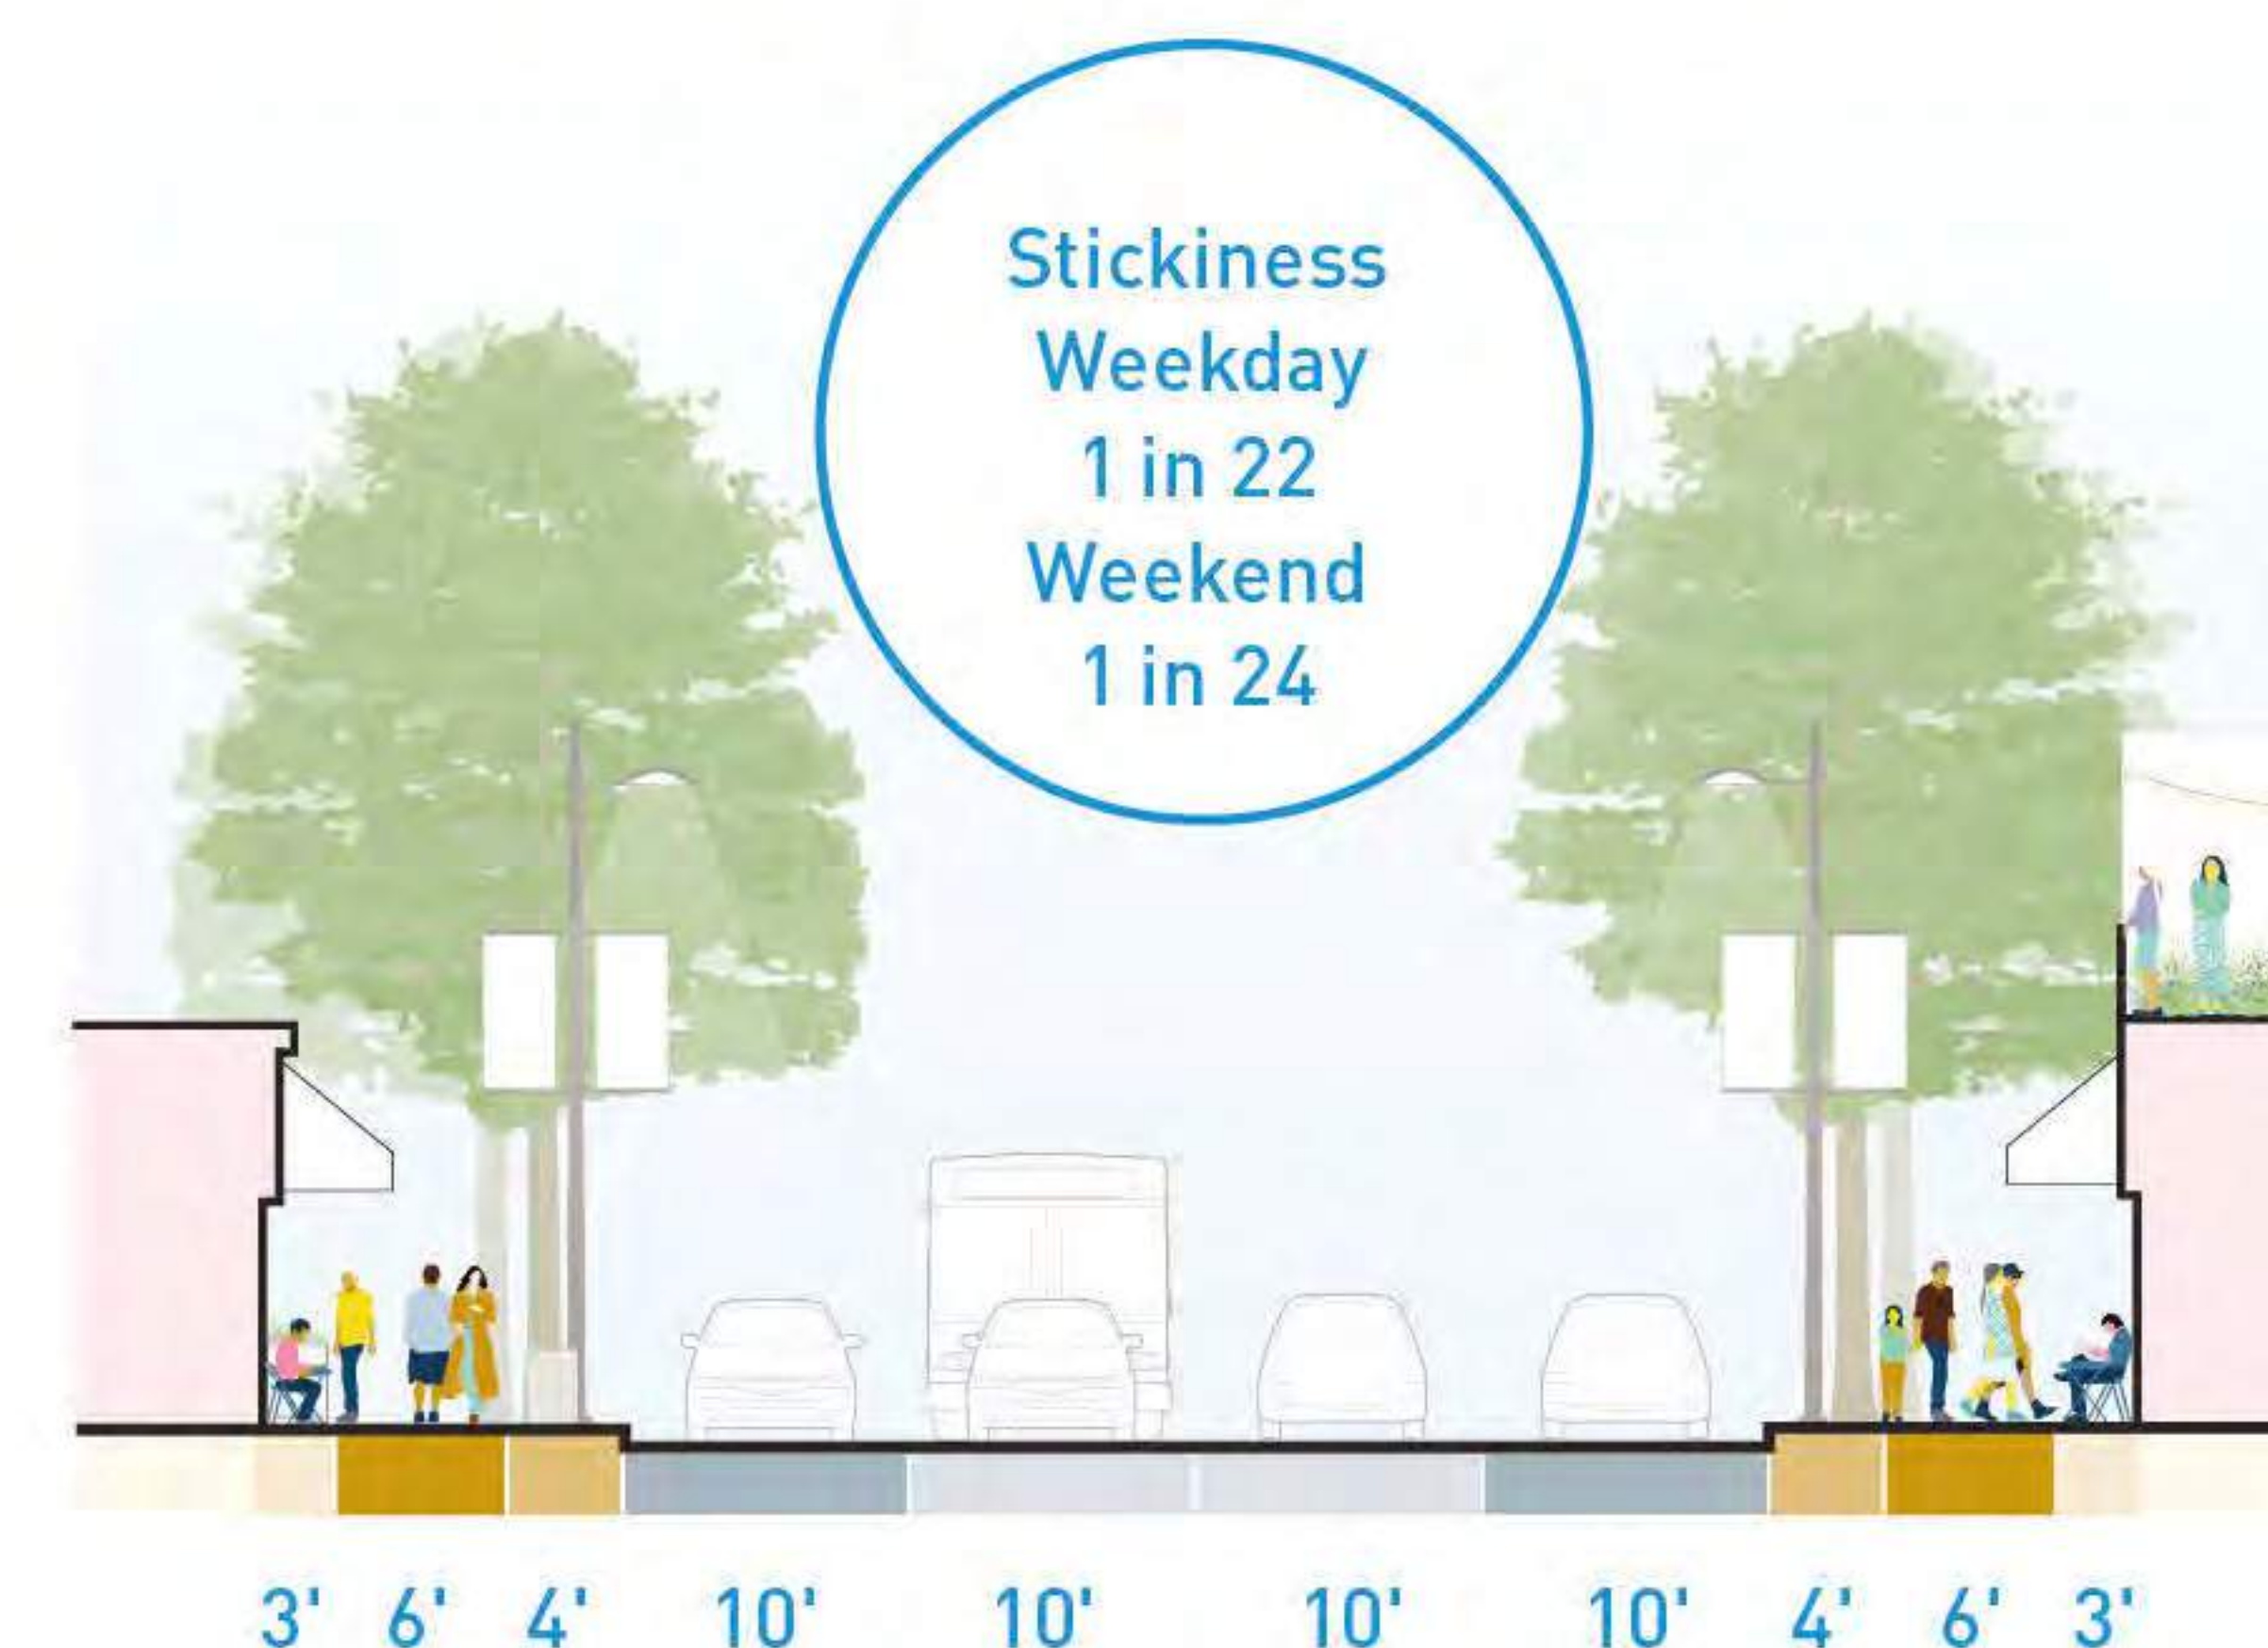 Stickiness
Weekday
1 in 22
Weekend
1 in 24
3' 6' 4' 10' 10' 10' 10' 4' 6' 3'